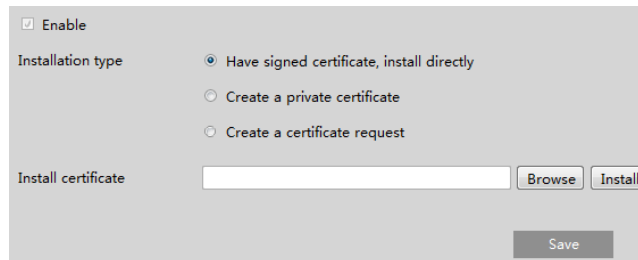 Enable
Installation type
Have signed certificate, install directly
Create a private certificate
Create a certificate request
Install certificate
Browse
Install
Save